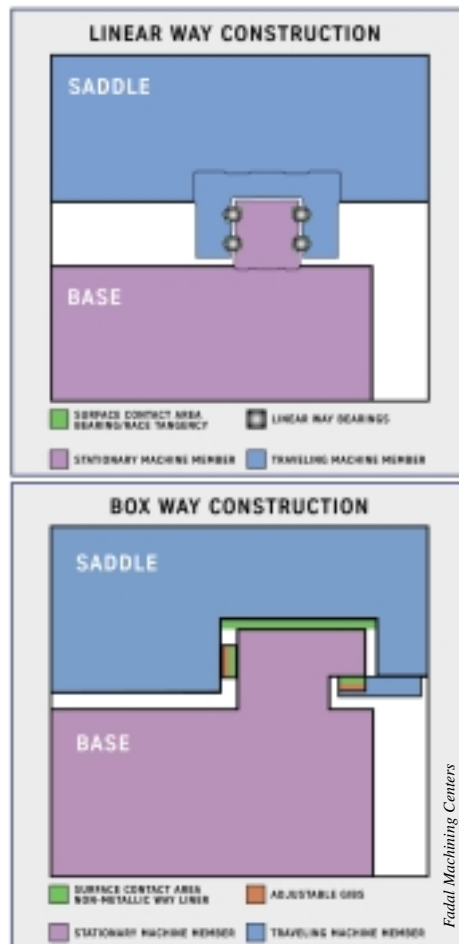 LINEAR WAY CONSTRUCTION
SADDLE
BASE
SURFACE CONTACT AREA
BEARING/RACE TANGENCY
LINEAR WAY BEARINGS
STATIONARY MACHINE MEMBER
TRAVELING MACHINE MEMBER
BOX WAY CONSTRUCTION
SADDLE
BASE
SURFACE CONTACT AREA
NON-METALLIC WAY LINER
ADJUSTABLE GIBS
STATIONARY MACHINE MEMBER
TRAVELING MACHINE MEMBER
Fadal Machining Centers